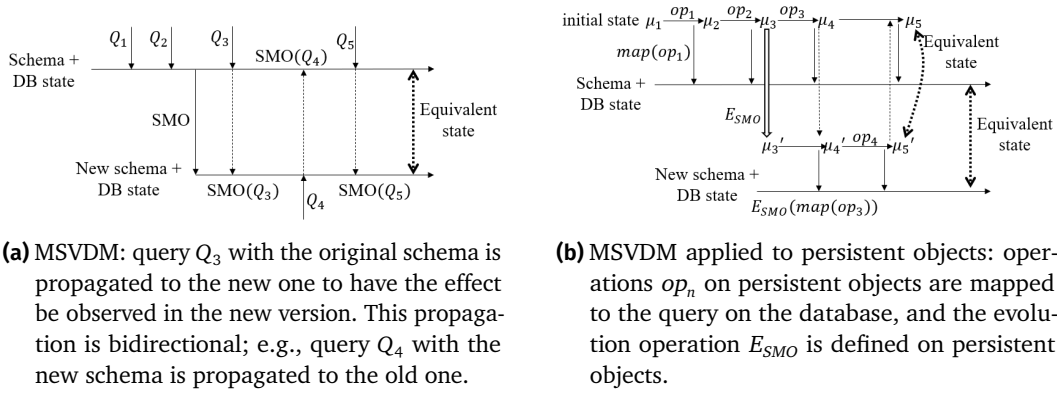 Q1 Q2 Q3 SMO(Q4) Q5
Schema +
DB state
SMO
Equivalent
state
New schema +
DB state
SMO(Q3) Q4 SMO(Q5)
(a) MSVDM: query Q3 with the original schema is
propagated to the new one to have the effect
be observed in the new version. This propaga-
tion is bidirectional; e.g., query Q4 with the
new schema is propagated to the old one.
initial state μ1 op1 μ2 op2 μ3 op3 μ4 μ5
map(op1)
Equivalent
state
Schema +
DB state
ESMO
Equivalent
state
μ3′ μ4′ op4 μ5′
New schema +
DB state
ESMO(map(op3))
(b) MSVDM applied to persistent objects: oper-
ations opn on persistent objects are mapped
to the query on the database, and the evolu-
tion operation ESMO is defined on persistent
objects.